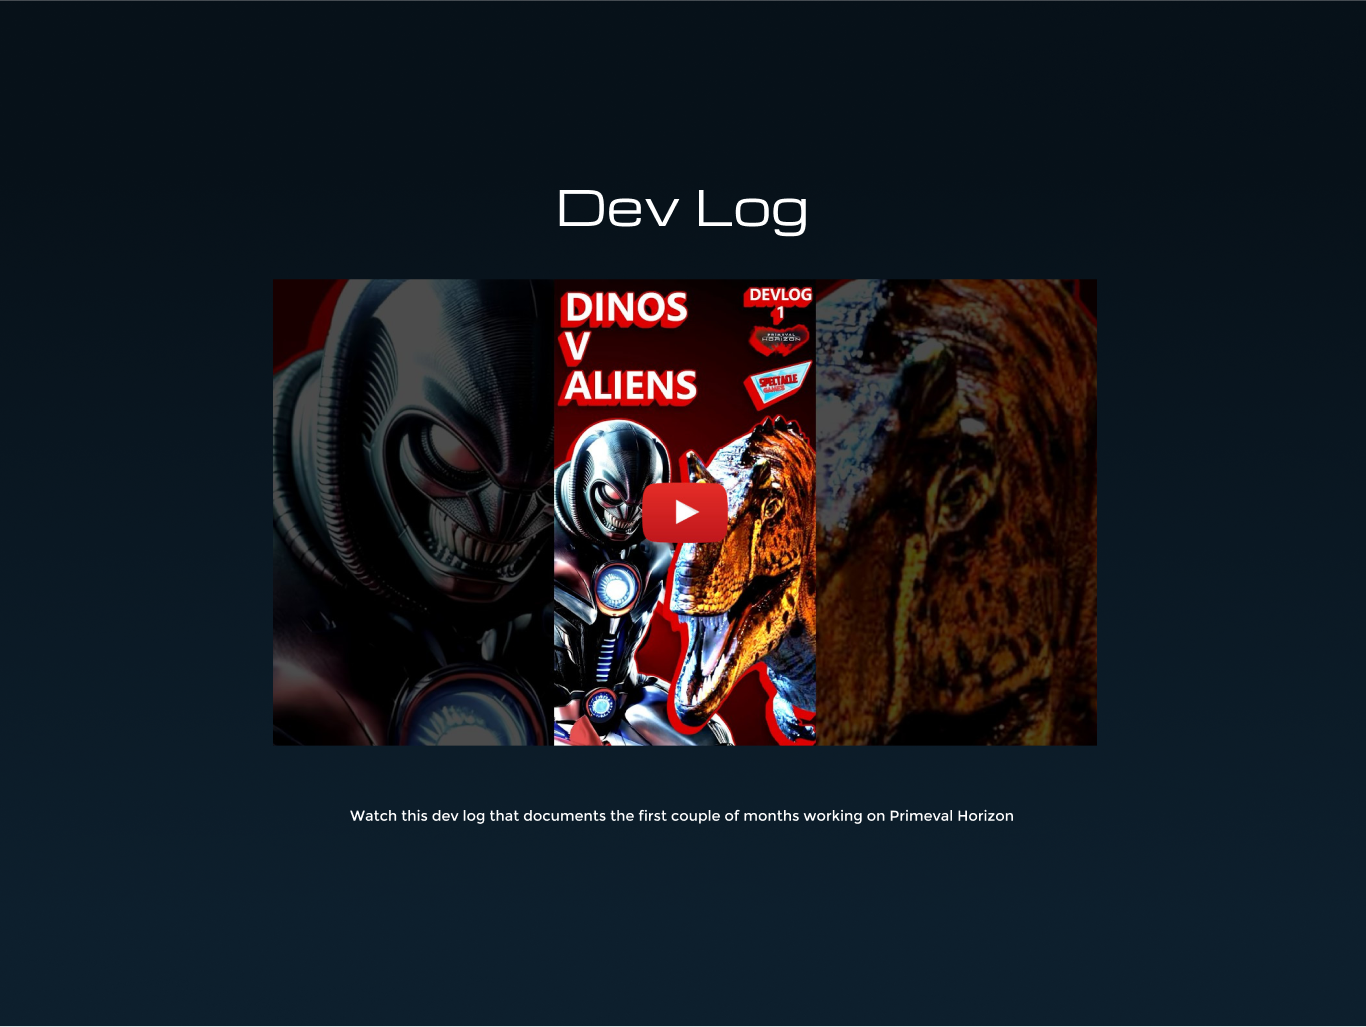 Dev Log
DINOS
V
ALIENS
DEVLOG
1
PRIMEVAL
HORIZON
SPECTACLE
GAMES
Watch this dev log that documents the first couple of months working on Primeval Horizon